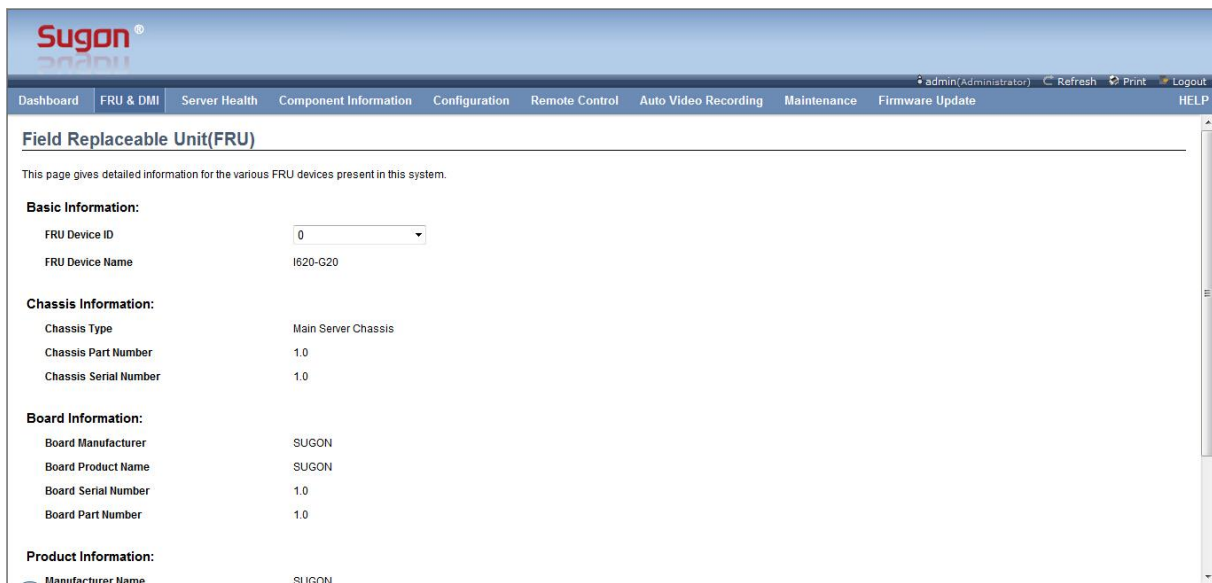 Sugon®
admin(Administrator) Refresh Print Logout
Dashboard FRU & DMI Server Health Component Information Configuration Remote Control Auto Video Recording Maintenance Firmware Update HELP
Field Replaceable Unit(FRU)
This page gives detailed information for the various FRU devices present in this system.
Basic Information:
FRU Device ID 0
FRU Device Name I620-G20
Chassis Information:
Chassis Type Main Server Chassis
Chassis Part Number 1.0
Chassis Serial Number 1.0
Board Information:
Board Manufacturer SUGON
Board Product Name SUGON
Board Serial Number 1.0
Board Part Number 1.0
Product Information:
Manufacturer Name SUGON